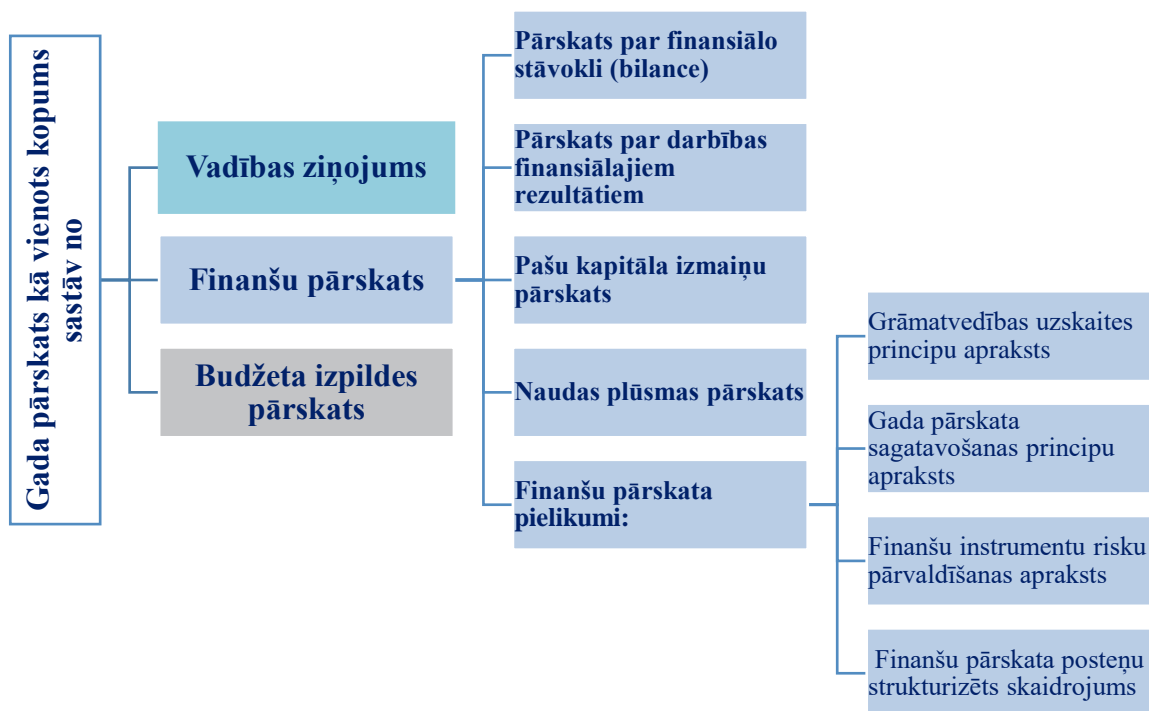 Gada pārskats kā vienots kopums
sastāv no
Vadības ziņojums
Finanšu pārskats
Budžeta izpildes
pārskats
Pārskats par finansiālo
stāvokli (bilance)
Pārskats par darbības
finansiālajiem
rezultātiem
Pašu kapitāla izmaiņu
pārskats
Naudas plūsmas pārskats
Finanšu pārskata
pielikumi:
Grāmatvedības uzskaites
principu apraksts
Gada pārskata
sagatavošanas principu
apraksts
Finanšu instrumentu risku
pārvaldīšanas apraksts
Finanšu pārskata posteņu
strukturizēts skaidrojums